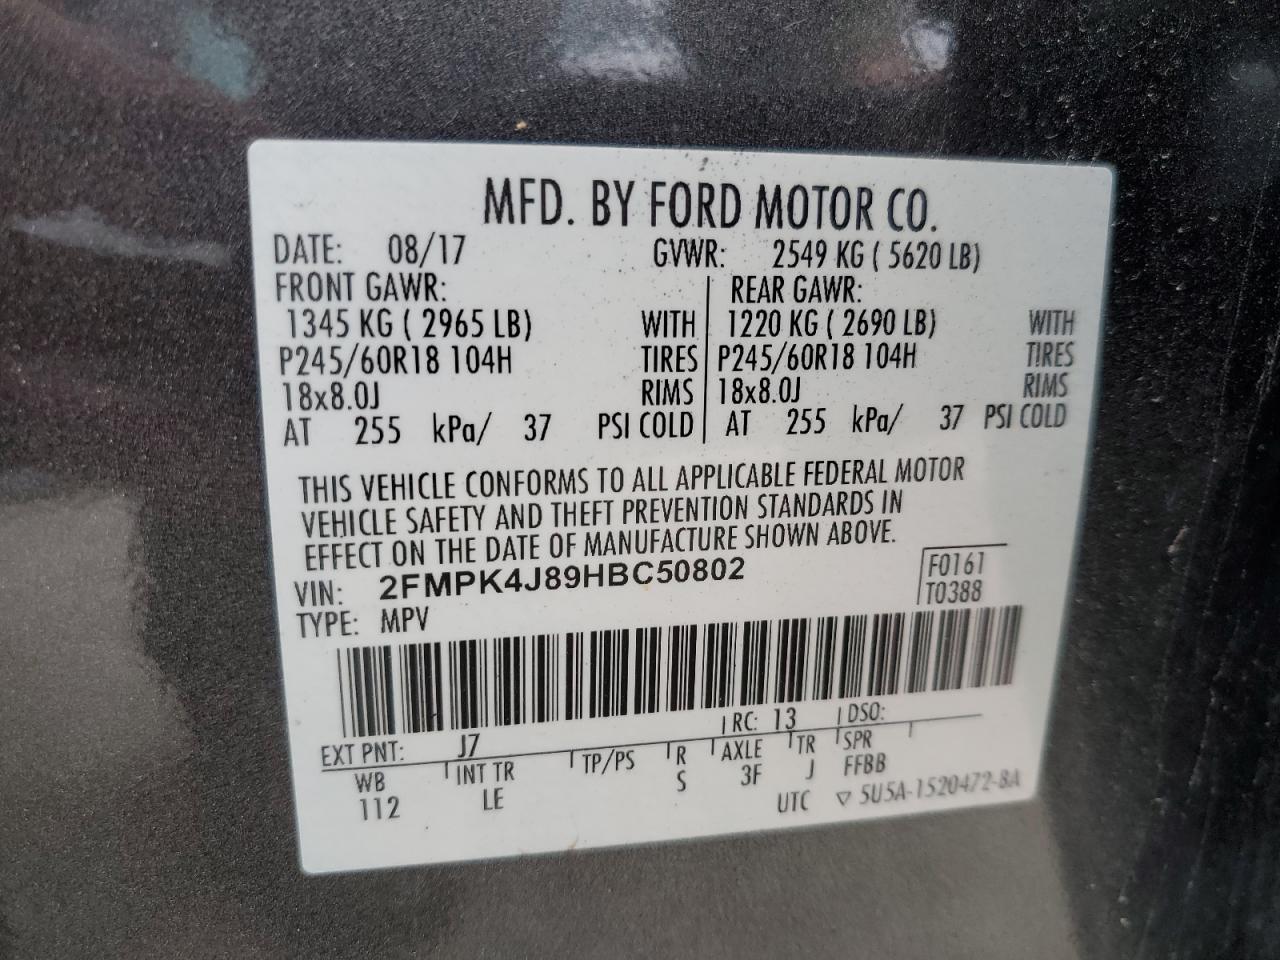 MFD. BY FORD MOTOR CO.
DATE: 08/17 GVWR: 2549 KG ( 5620 LB)
FRONT GAWR: REAR GAWR:
1345 KG ( 2965 LB) WITH 1220 KG ( 2690 LB) WITH
P245/60R18 104H TIRES P245/60R18 104H TIRES
18x8.0J RIMS 18x8.0J RIMS
AT 255 kPa/ 37 PSI COLD AT 255 kPa/ 37 PSI COLD
THIS VEHICLE CONFORMS TO ALL APPLICABLE FEDERAL MOTOR
VEHICLE SAFETY AND THEFT PREVENTION STANDARDS IN
EFFECT ON THE DATE OF MANUFACTURE SHOWN ABOVE.
VIN: 2FMPK4J89HBC50802 F0161
TYPE: MPV T0388
EXT PNT: J7 RC: 13 DSO:
WB INT TR TP/PS R AXLE TR SPR
112 LE S 3F J FFBB
UTC ▽ 5U5A-1520472-BA